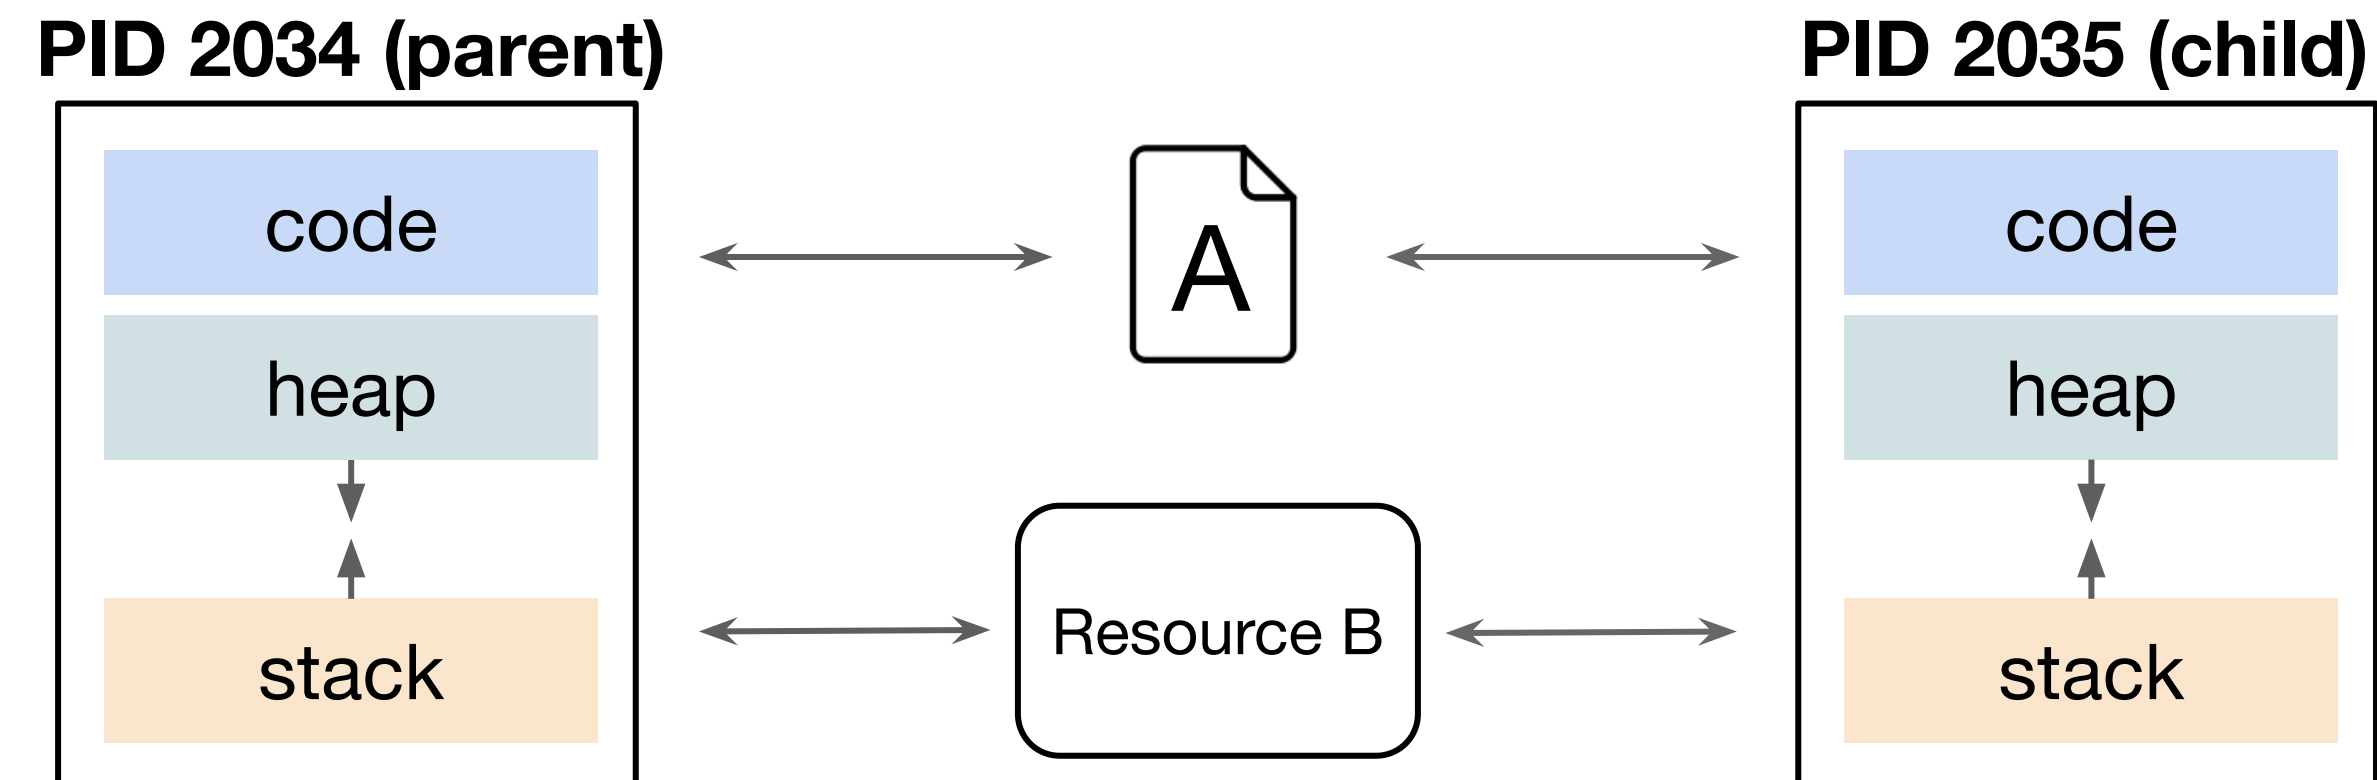 PID 2034 (parent)
PID 2035 (child)
code
heap
stack
A
Resource B
code
heap
stack